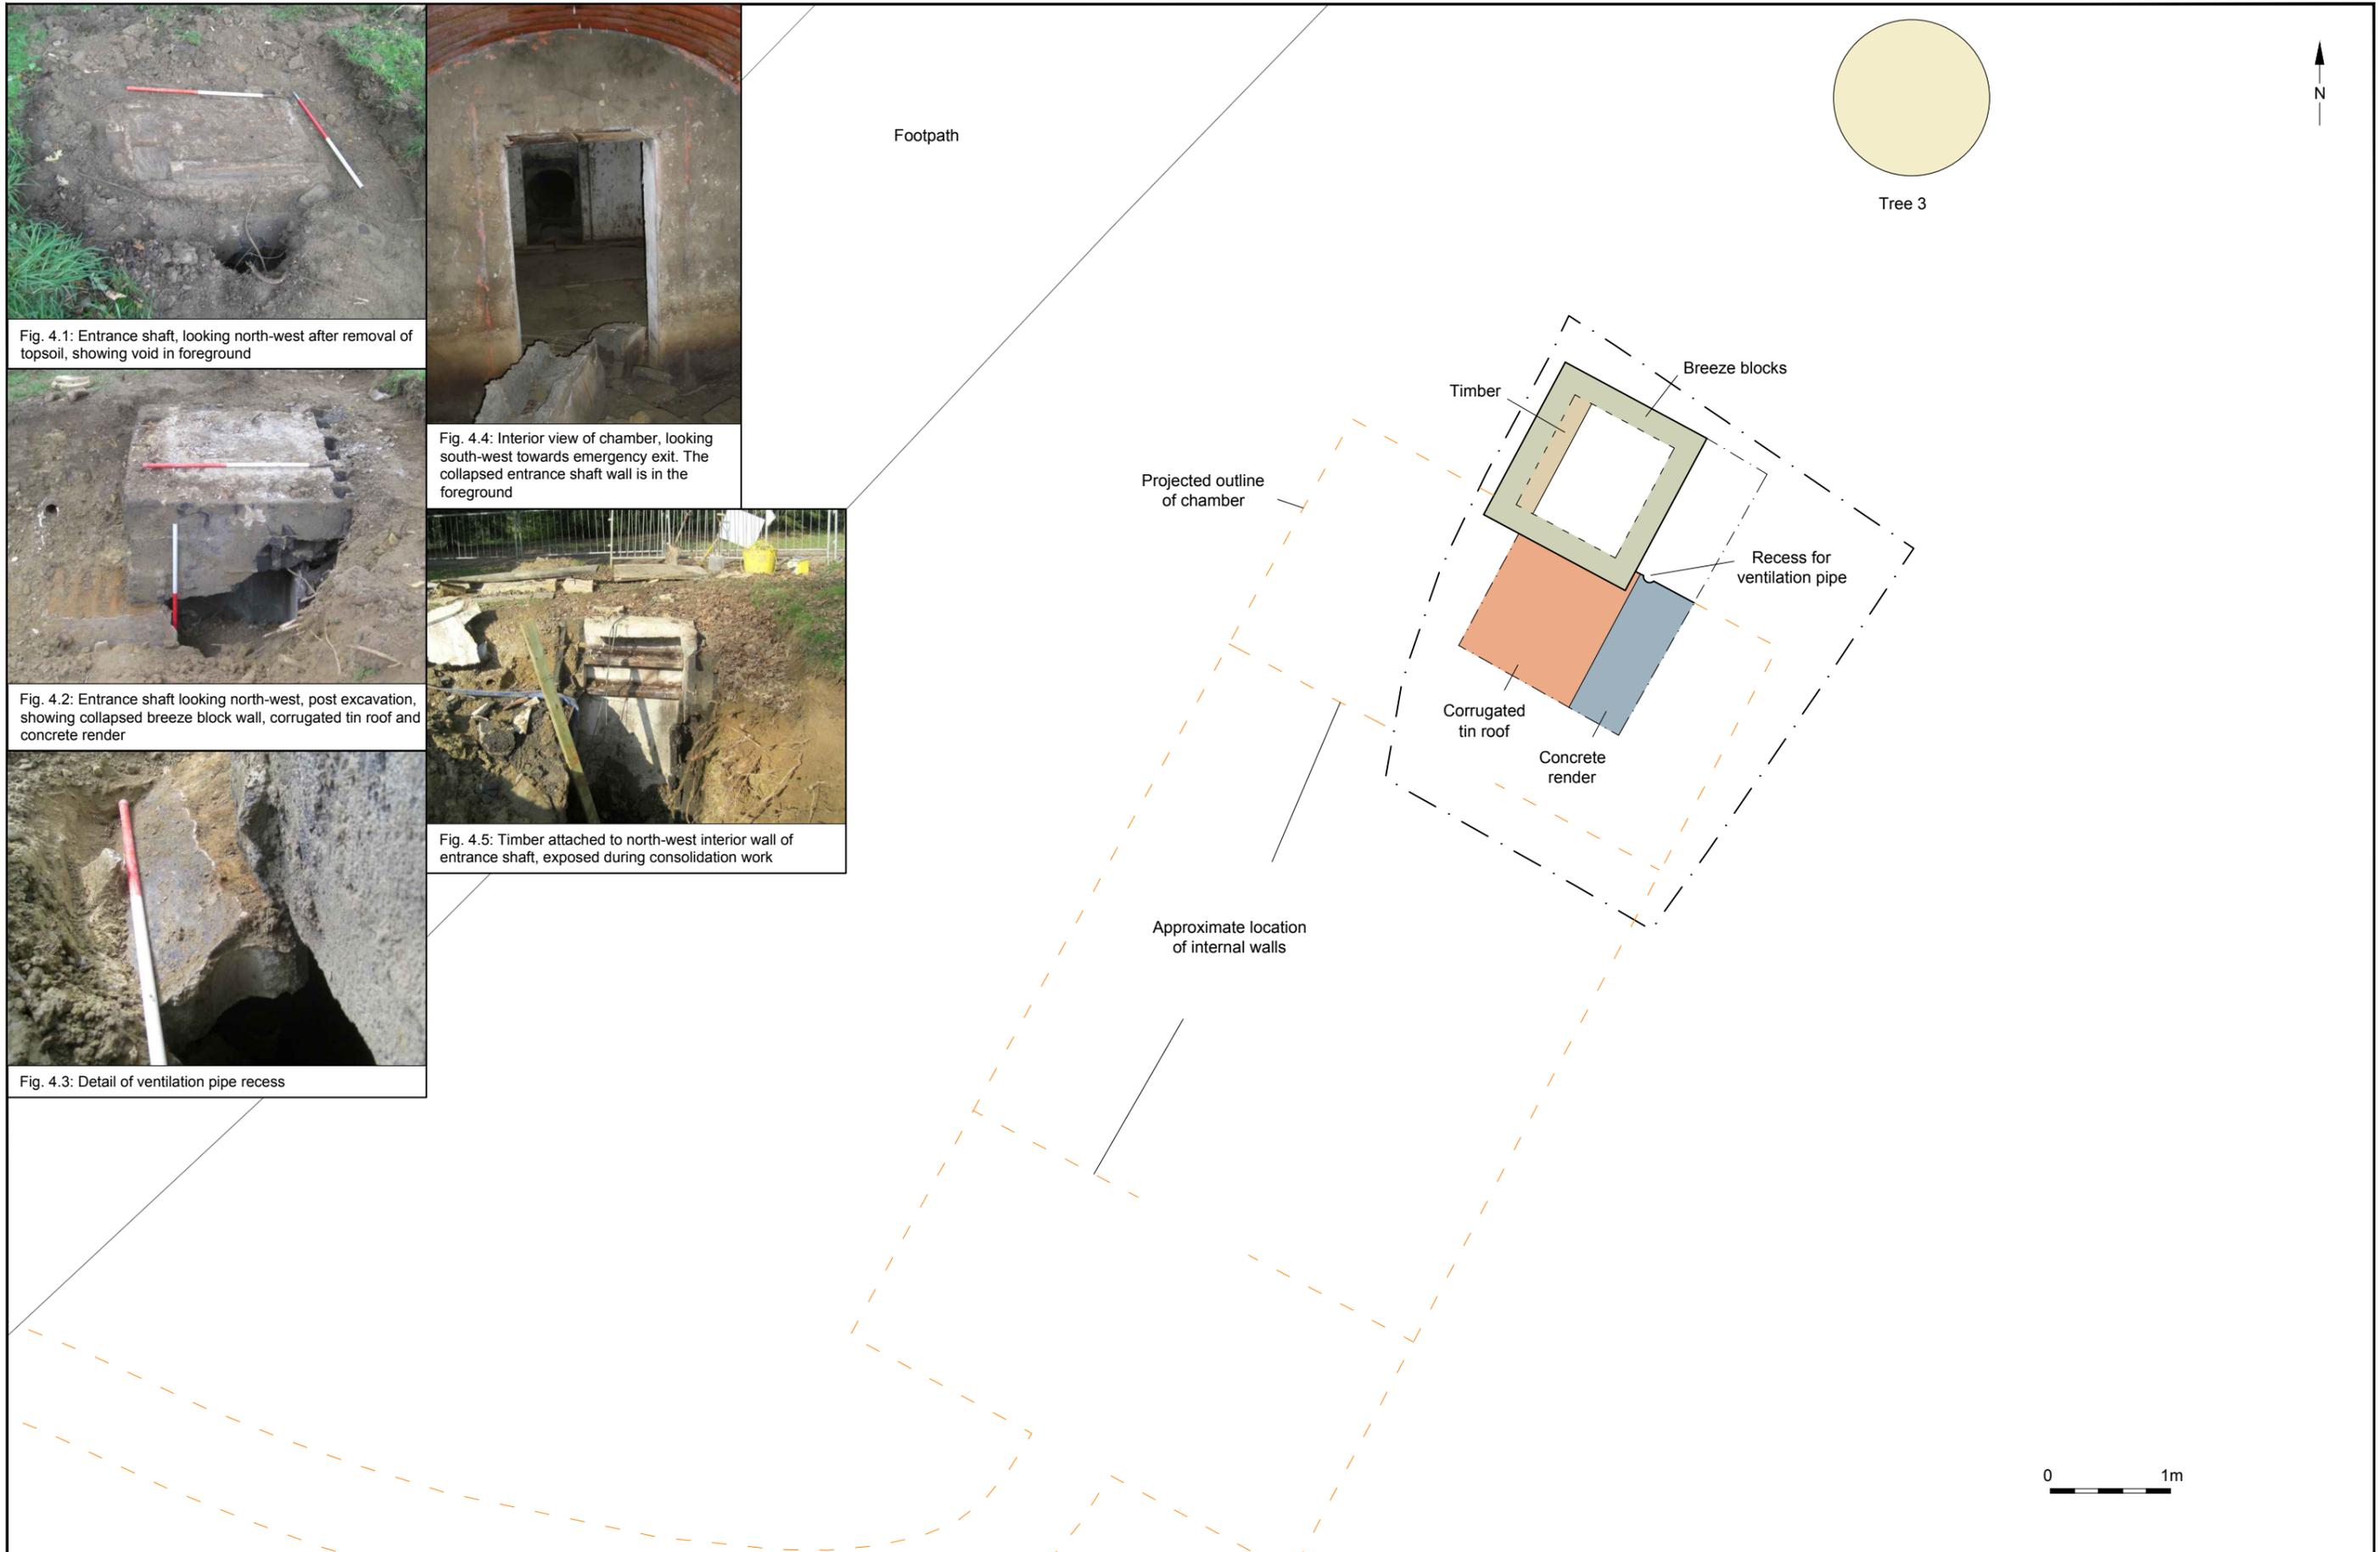 Fig. 4.1: Entrance shaft, looking north-west after removal of
topsoil, showing void in foreground
Fig. 4.2: Entrance shaft looking north-west, post excavation,
showing collapsed breeze block wall, corrugated tin roof and
concrete render
Fig. 4.3: Detail of ventilation pipe recess
Fig. 4.4: Interior view of chamber, looking
south-west towards emergency exit. The
collapsed entrance shaft wall is in the
foreground
Fig. 4.5: Timber attached to north-west interior wall of
entrance shaft, exposed during consolidation work
Footpath
Tree 3
N
Breeze blocks
Timber
Projected outline
of chamber
Recess for
ventilation pipe
Corrugated
tin roof
Concrete
render
Approximate location
of internal walls
0 1m